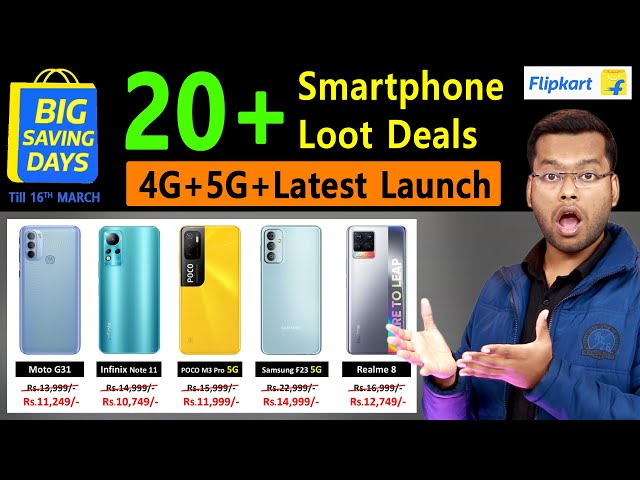 BIG
SAVING
DAYS
Till 16TH MARCH
20+
Smartphone
Loot Deals
4G+5G+Latest Launch
Flipkart
f
POCO
5G
SAMSUNG
RE TO LEAP
Moto G31
Infinix Note 11
POCO M3 Pro 5G
Samsung F23 5G
Realme 8
Rs.13,999/-
Rs.14,999/-
Rs.15,999/-
Rs.22,999/-
Rs.16,999/-
Rs.11,249/-
Rs.10,749/-
Rs.11,999/-
Rs.14,999/-
Rs.12,749/-